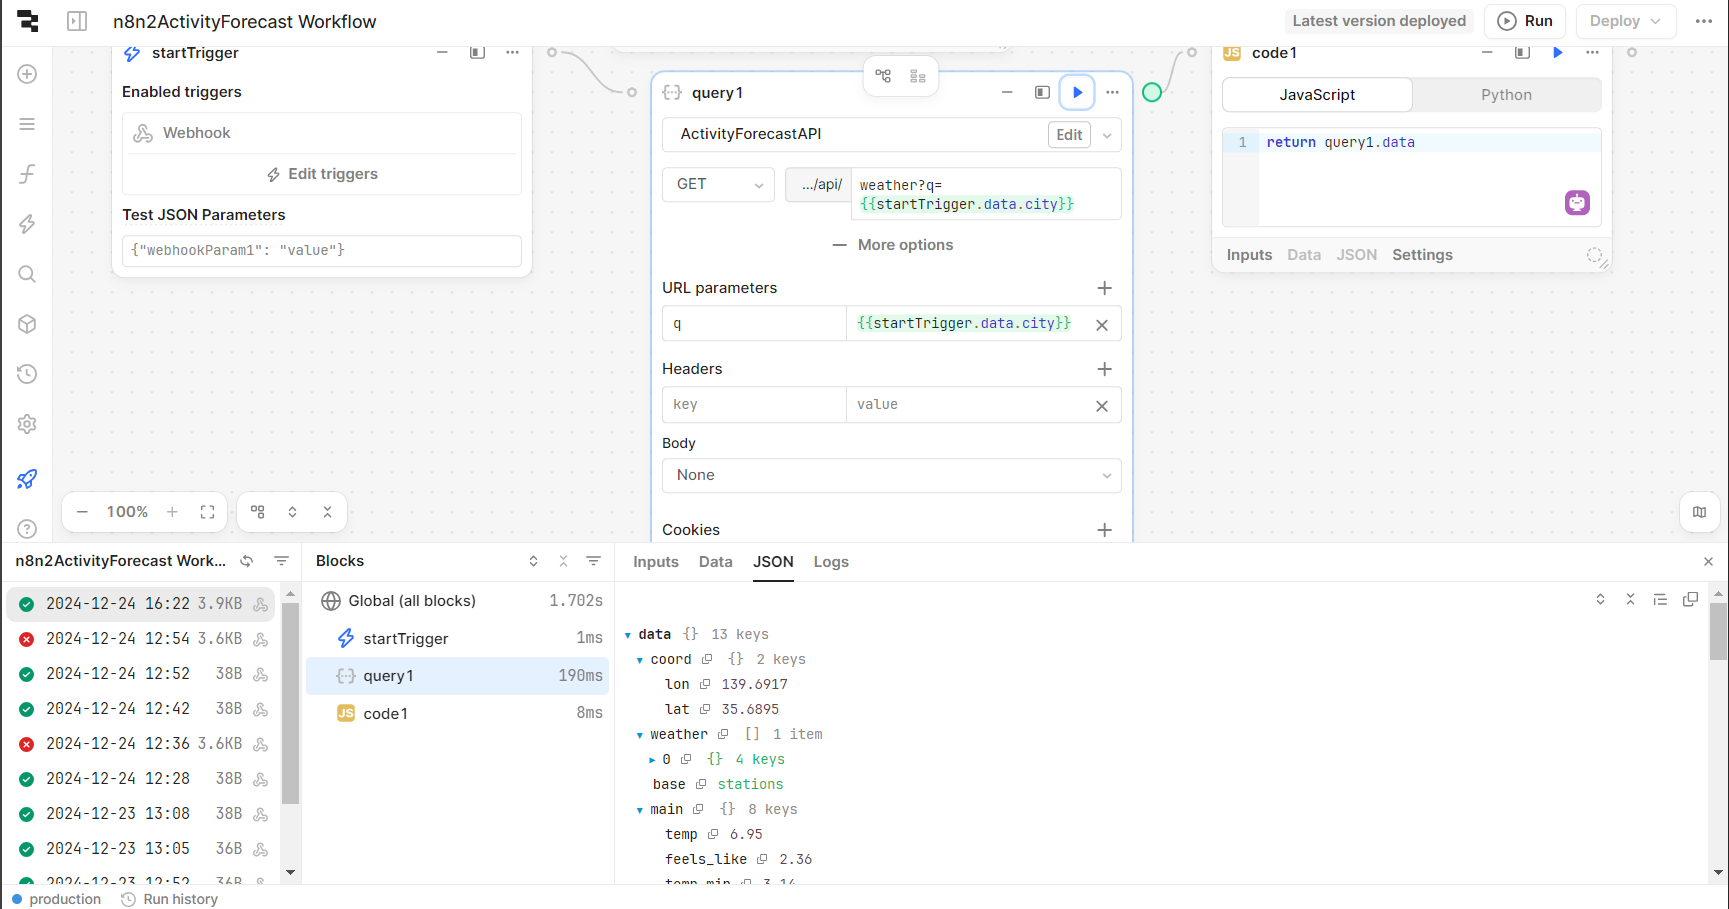 n8n2ActivityForecast Workflow
Latest version deployed
Run
Deploy
startTrigger
Enabled triggers
Webhook
Edit triggers
Test JSON Parameters
{"webhookParam1": "value"}
query1
ActivityForecastAPI
Edit
GET
.../api/
weather?q=
{{startTrigger.data.city}}
More options
URL parameters
q
{{startTrigger.data.city}}
Headers
key
value
Body
None
Cookies
JS
code1
JavaScript
Python
1
return query1.data
Inputs
Data
JSON
Settings
100%
n8n2ActivityForecast Work...
2024-12-24 16:22 3.9KB
2024-12-24 12:54 3.6KB
2024-12-24 12:52 38B
2024-12-24 12:42 38B
2024-12-24 12:36 3.6KB
2024-12-24 12:28 38B
2024-12-23 13:08 38B
2024-12-23 13:05 36B
2024-12-23 12:52 36B
Blocks
Global (all blocks) 1.702s
startTrigger 1ms
query1 190ms
JS code1 8ms
Inputs
Data
JSON
Logs
data {} 13 keys
coord {} 2 keys
lon 139.6917
lat 35.6895
weather [] 1 item
0 {} 4 keys
base stations
main {} 8 keys
temp 6.95
feels_like 2.36
temp_min 3.14
production
Run history